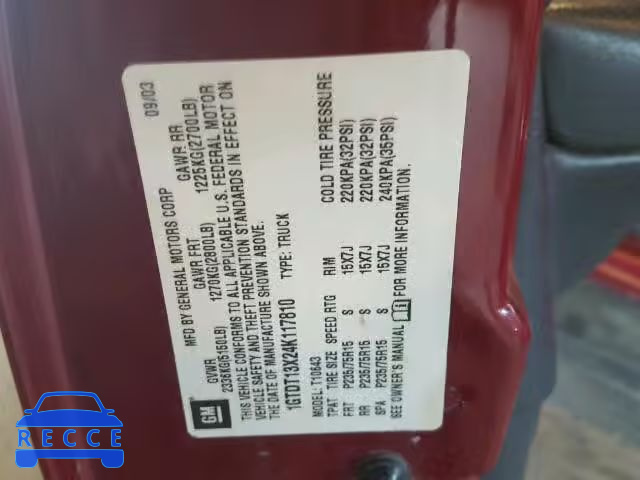 MFD BY GENERAL MOTORS CORP 09/03
GVWR GAWR FRT GAWR RR
2336KG(5150LB) 1270KG(2800LB) 1225KG(2700LB)
THIS VEHICLE CONFORMS TO ALL APPLICABLE U.S. FEDERAL MOTOR
VEHICLE SAFETY AND THEFT PREVENTION STANDARDS IN EFFECT ON
THE DATE OF MANUFACTURE SHOWN ABOVE.
1GTDT13X24K117810 TYPE: TRUCK
MODEL: T10643
TPAT TIRE SIZE SPEED RTG RIM COLD TIRE PRESSURE
FRT P235/75R15 S 15X7J 220KPA(32PSI)
RR P235/75R15 S 15X7J 220KPA(32PSI)
SPA P235/75R15 S 15X7J 240KPA(35PSI)
SEE OWNER'S MANUAL FOR MORE INFORMATION.
GM
RECCE